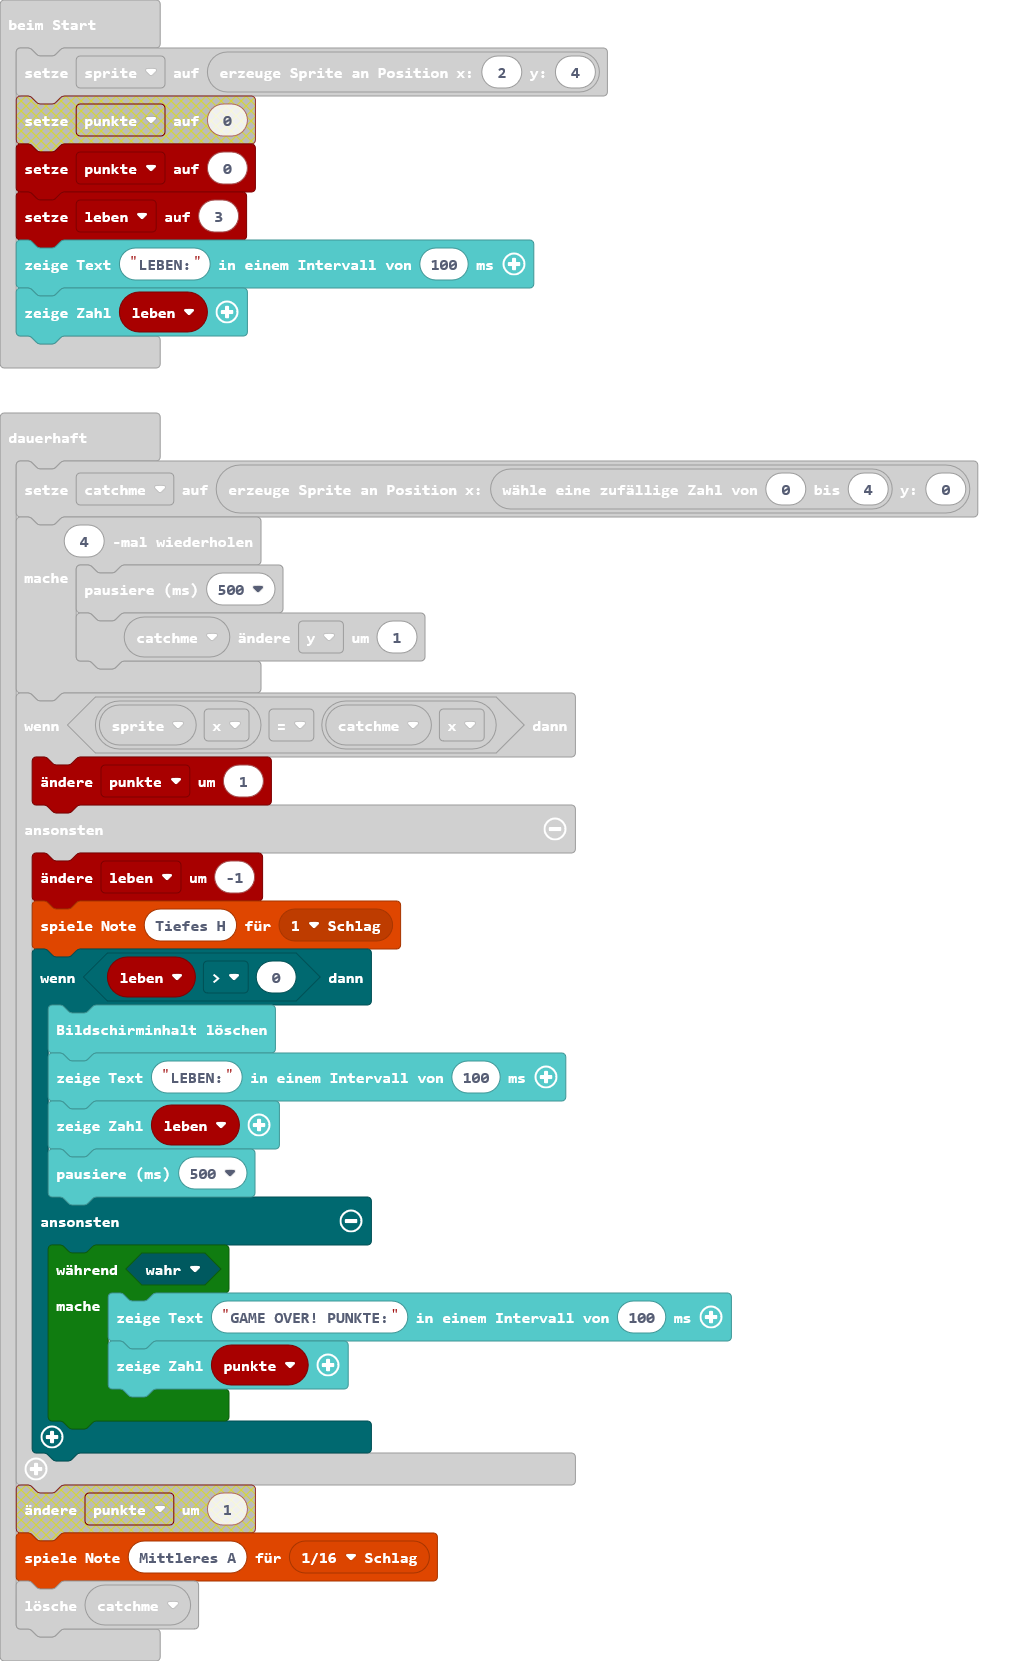 beim Start
setze sprite auf erzeuge Sprite an Position x: 2 y: 4
setze punkte auf 0
setze punkte auf 0
setze leben auf 3
zeige Text "LEBEN:" in einem Intervall von 100 ms
zeige Zahl leben
dauerhaft
setze catchme auf erzeuge Sprite an Position x: wähle eine zufällige Zahl von 0 bis 4 y: 0
4 -mal wiederholen
mache
pausiere (ms) 500
catchme ändere y um 1
wenn sprite x = catchme x dann
ändere punkte um 1
ansonsten
ändere leben um -1
spiele Note Tiefes H für 1 Schlag
wenn leben > 0 dann
Bildschirminhalt löschen
zeige Text "LEBEN:" in einem Intervall von 100 ms
zeige Zahl leben
pausiere (ms) 500
ansonsten
während wahr
mache
zeige Text "GAME OVER! PUNKTE:" in einem Intervall von 100 ms
zeige Zahl punkte
ändere punkte um 1
spiele Note Mittleres A für 1/16 Schlag
lösche catchme